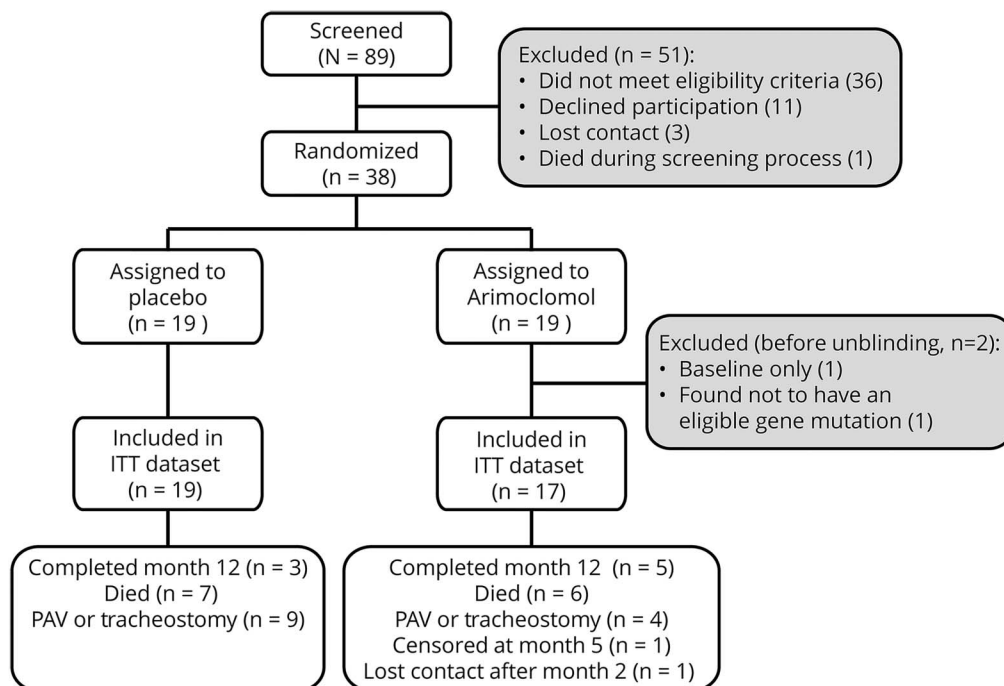 Screened
(N = 89)
Excluded (n = 51):
• Did not meet eligibility criteria (36)
• Declined participation (11)
• Lost contact (3)
• Died during screening process (1)
Randomized
(n = 38)
Assigned to
placebo
(n = 19 )
Assigned to
Arimoclomol
(n = 19 )
Excluded (before unblinding, n=2):
• Baseline only (1)
• Found not to have an
eligible gene mutation (1)
Included in
ITT dataset
(n = 19)
Included in
ITT dataset
(n = 17)
Completed month 12 (n = 3)
Died (n = 7)
PAV or tracheostomy (n = 9)
Completed month 12 (n = 5)
Died (n = 6)
PAV or tracheostomy (n = 4)
Censored at month 5 (n = 1)
Lost contact after month 2 (n = 1)